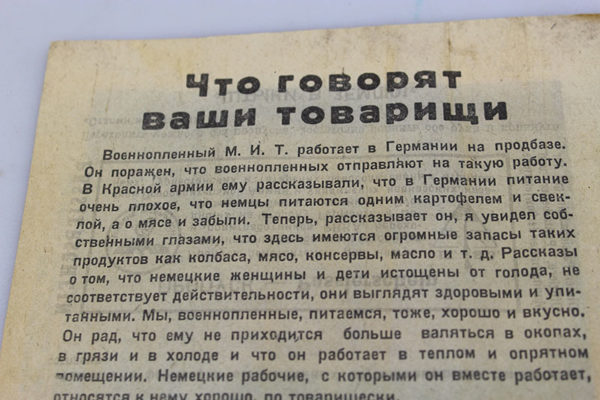 Что говорят
ваши товарищи
Военнопленный М. И. Т. работает в Германии на продбазе.
Он поражен, что военнопленных отправляют на такую работу.
В Красной армии ему рассказывали, что в Германии питание
очень плохое, что немцы питаются одним картофелем и свек-
лой, а о мясе и забыли. Теперь, рассказывает он, я увидел соб-
ственными глазами, что здесь имеются огромные запасы таких
продуктов как колбаса, мясо, консервы, масло и т. д. Рассказы
о том, что немецкие женщины и дети истощены от голода, не
соответствует действительности, они выглядят здоровыми и упи-
танными. Мы, военнопленные, питаемся, тоже, хорошо и вкусно.
Он рад, что ему не приходится больше валяться в окопах,
в грязи и в холоде и что он работает в теплом и опрятном
помещении. Немецкие рабочие, с которыми он вместе работает,
относятся к нему хорошо, по товарищески.